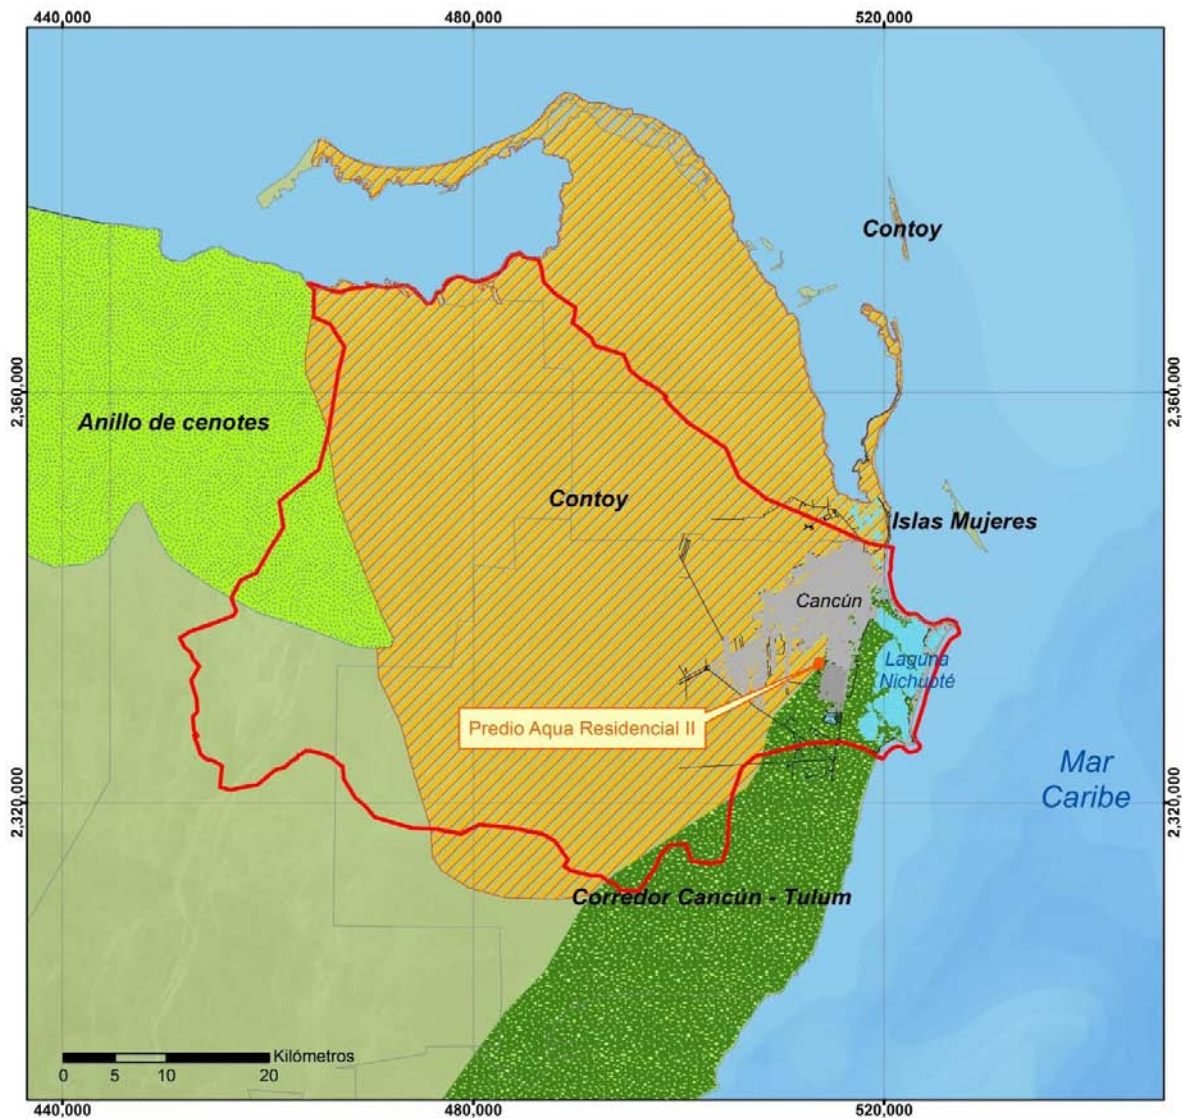 440,000
480,000
520,000
Contoy
2,360,000
2,360,000
Anillo de cenotes
Contoy
Islas Mujeres
Cancún
Laguna
Nichupté
Predio Aqua Residencial II
Mar
Caribe
2,320,000
2,320,000
Corredor Cancún - Tulum
Kilómetros
0 5 10 20
440,000
480,000
520,000